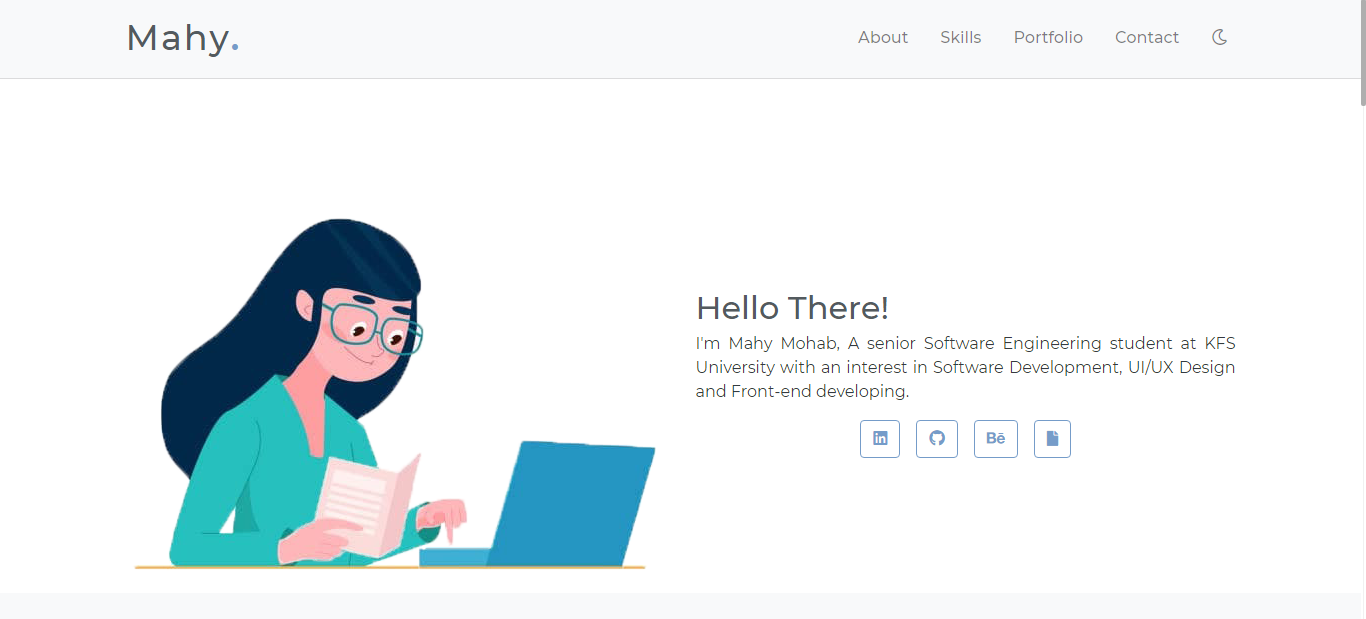 Mahy.
About Skills Portfolio Contact
Hello There!
I'm Mahy Mohab, A senior Software Engineering student at KFS
University with an interest in Software Development, UI/UX Design
and Front-end developing.
in Bē